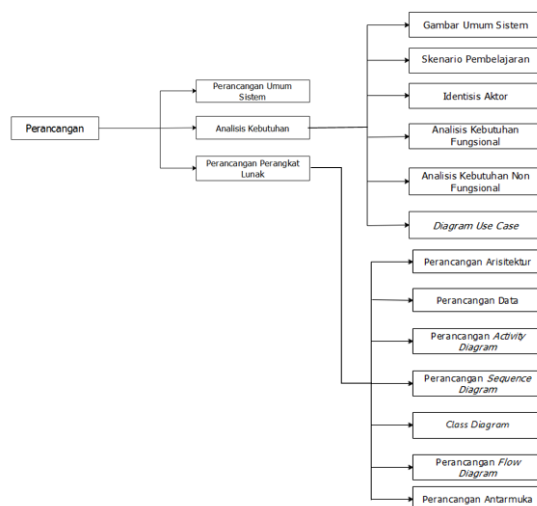 Perancangan
Perancangan Umum
Sistem
Analisis Kebutuhan
Perancangan Perangkat
Lunak
Gambar Umum Sistem
Skenario Pembelajaran
Identisis Aktor
Analisis Kebutuhan
Fungsional
Analisis Kebutuhan Non
Fungsional
Diagram Use Case
Perancangan Arisitektur
Perancangan Data
Perancangan Activity
Diagram
Perancangan Sequence
Diagram
Class Diagram
Perancangan Flow
Diagram
Perancangan Antarmuka